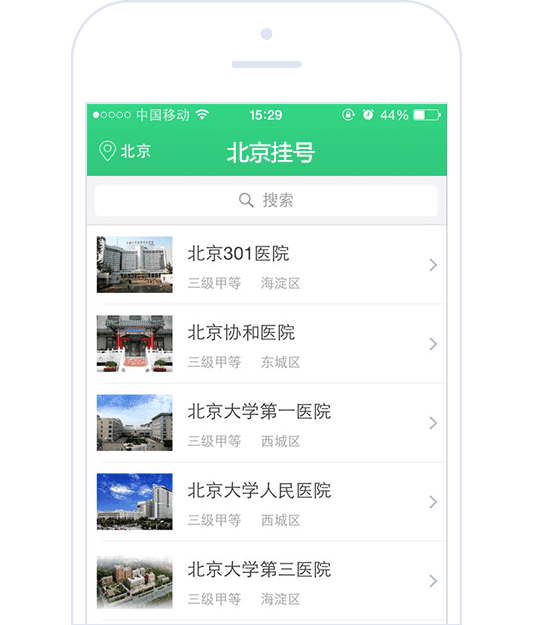 中国移动 15:29 44%
北京 北京挂号
搜索
北京301医院
三级甲等 海淀区
北京协和医院
三级甲等 东城区
北京大学第一医院
三级甲等 西城区
北京大学人民医院
三级甲等 西城区
北京大学第三医院
三级甲等 海淀区